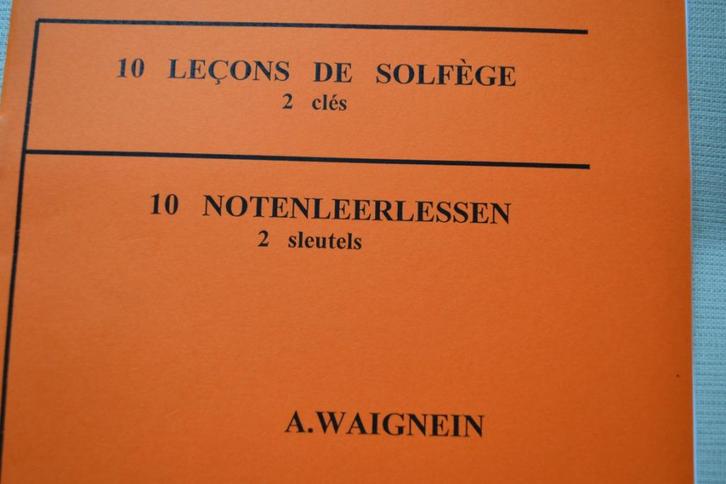 10 LEÇONS DE SOLFÈGE
2 clés
10 NOTENLEERLESSEN
2 sleutels
A.WAIGNEIN